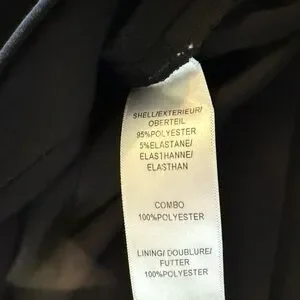 SHELL/EXTERIEUR/
OBERTEIL
95%POLYESTER
5%ELASTANE/
ELASTHANNE/
ELASTHAN
COMBO
100%POLYESTER
LINING/ DOUBLURE/
FUTTER
100%POLYESTER